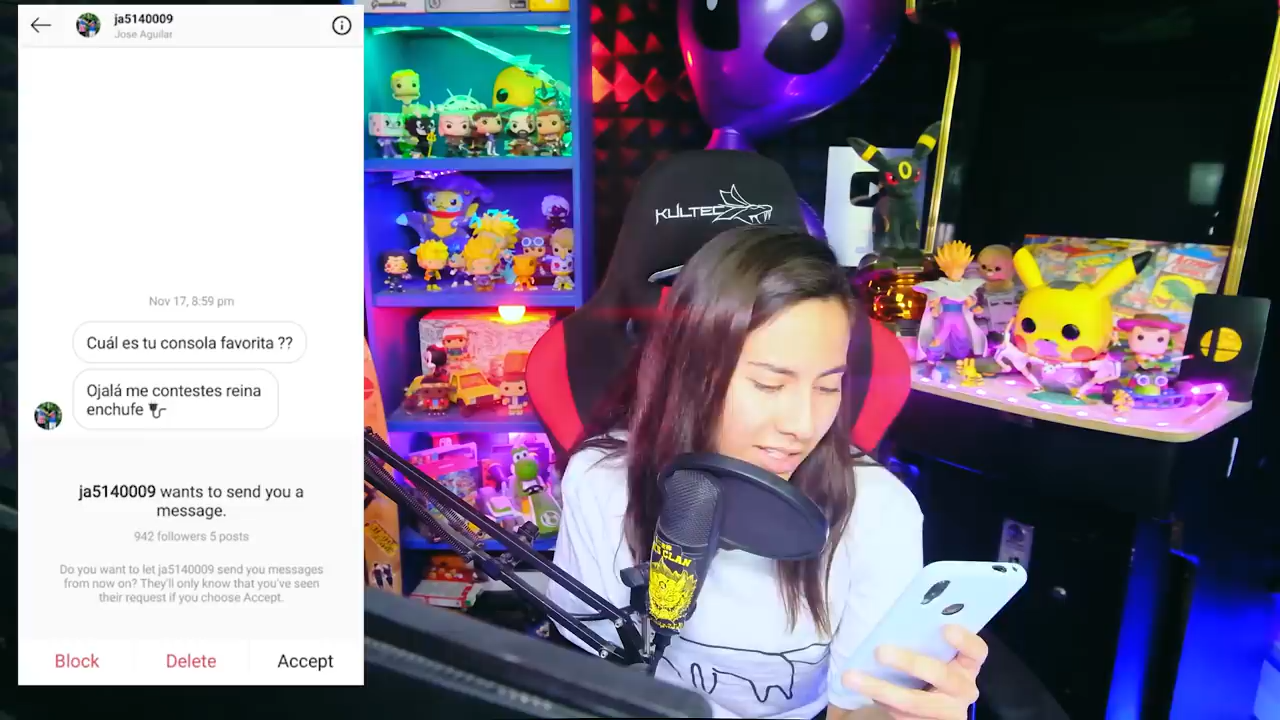 ja5140009
Jose Aguilar
Nov 17, 8:59 pm
Cuál es tu consola favorita ??
Ojalá me contestes reina
enchufe
ja5140009 wants to send you a
message.
942 followers 5 posts
Do you want to let ja5140009 send you messages
from now on? They'll only know that you've seen
their request if you choose Accept.
Block
Delete
Accept
KULTEC
CLAN